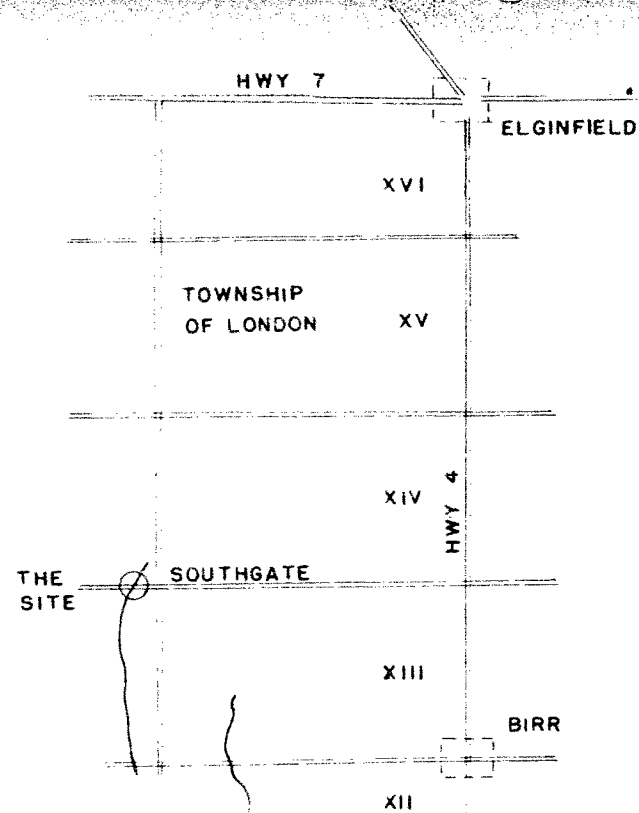 HWY 7
ELGINFIELD
XVI
TOWNSHIP
OF LONDON
XV
XIV
HWY 4
THE
SITE
SOUTHGATE
XIII
BIRR
XII